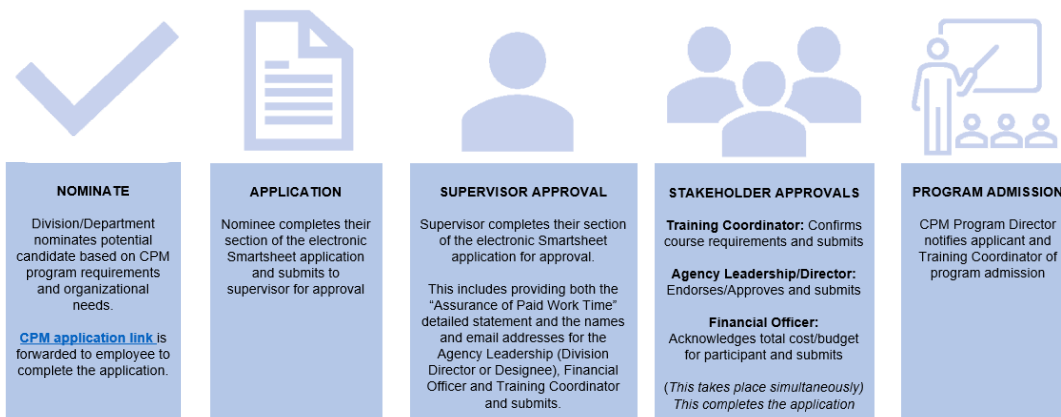 NOMINATE
Division/Department
nominates potential
candidate based on CPM
program requirements
and organizational
needs.
CPM application link is
forwarded to employee to
complete the application.
APPLICATION
Nominee completes their
section of the electronic
Smartsheet application
and submits to
supervisor for approval
SUPERVISOR APPROVAL
Supervisor completes their section
of the electronic Smartsheet
application for approval.
This includes providing both the
“Assurance of Paid Work Time”
detailed statement and the names
and email addresses for the
Agency Leadership (Division
Director or Designee), Financial
Officer and Training Coordinator
and submits.
STAKEHOLDER APPROVALS
Training Coordinator: Confirms
course requirements and submits
Agency Leadership/Director:
Endorses/Approves and submits
Financial Officer:
Acknowledges total cost/budget
for participant and submits
(This takes place simultaneously)
This completes the application
PROGRAM ADMISSION
CPM Program Director
notifies applicant and
Training Coordinator of
program admission